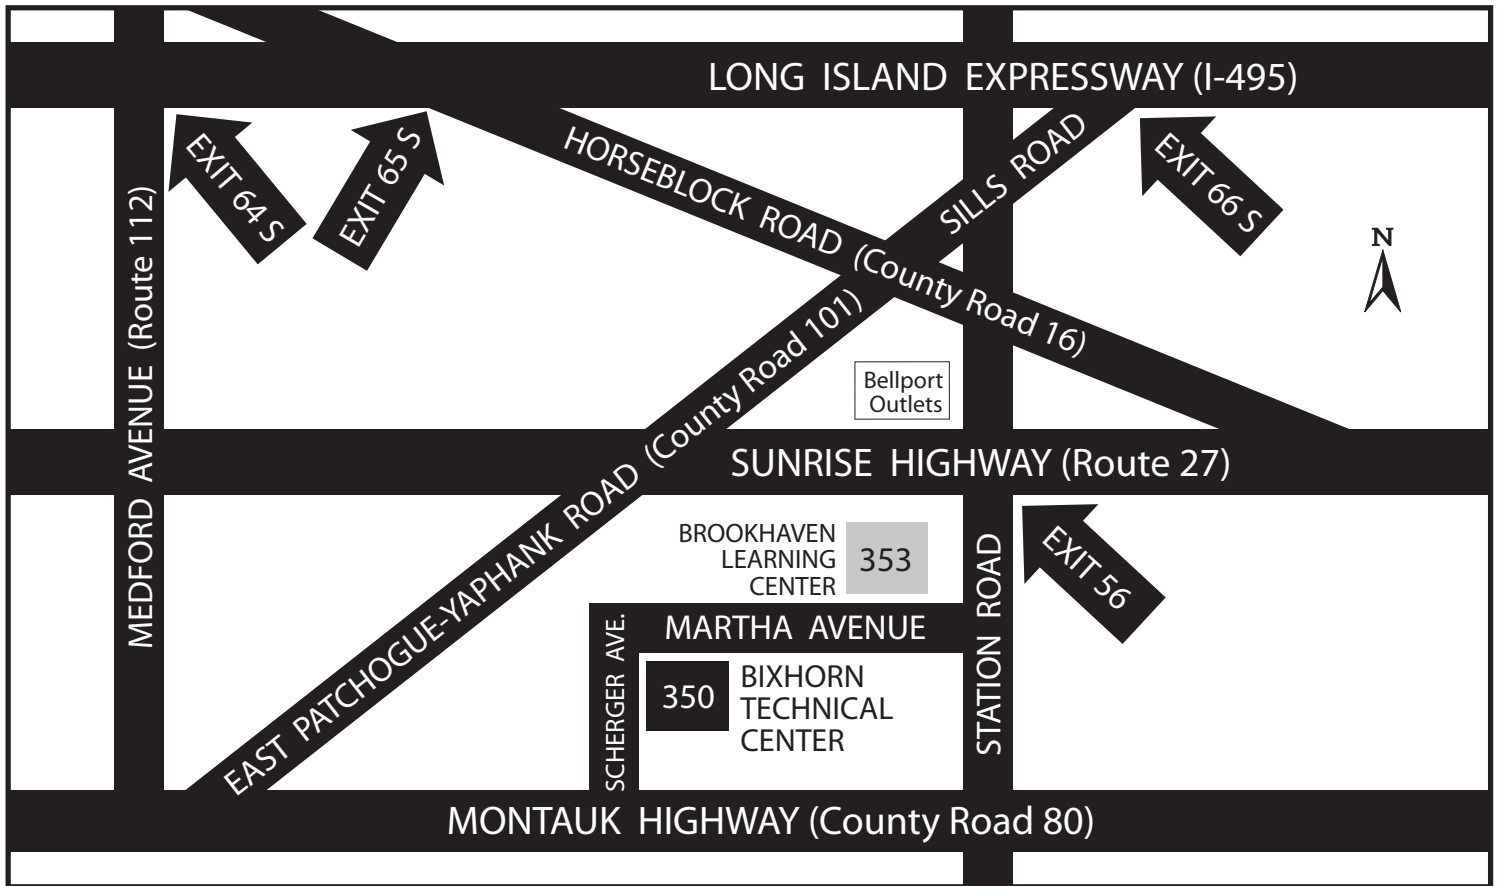 LONG ISLAND EXPRESSWAY (I-495)
EXIT 64 S
EXIT 65 S
HORSEBLOCK ROAD (County Road 16)
SILLS ROAD
EXIT 66 S
N
MEDFORD AVENUE (Route 112)
EAST PATCHOGUE-YAPHANK ROAD (County Road 101)
Bellport
Outlets
SUNRISE HIGHWAY (Route 27)
BROOKHAVEN
LEARNING
CENTER
353
STATION ROAD
EXIT 56
MARTHA AVENUE
SCHERGER AVE.
350
BIXHORN
TECHNICAL
CENTER
MONTAUK HIGHWAY (County Road 80)